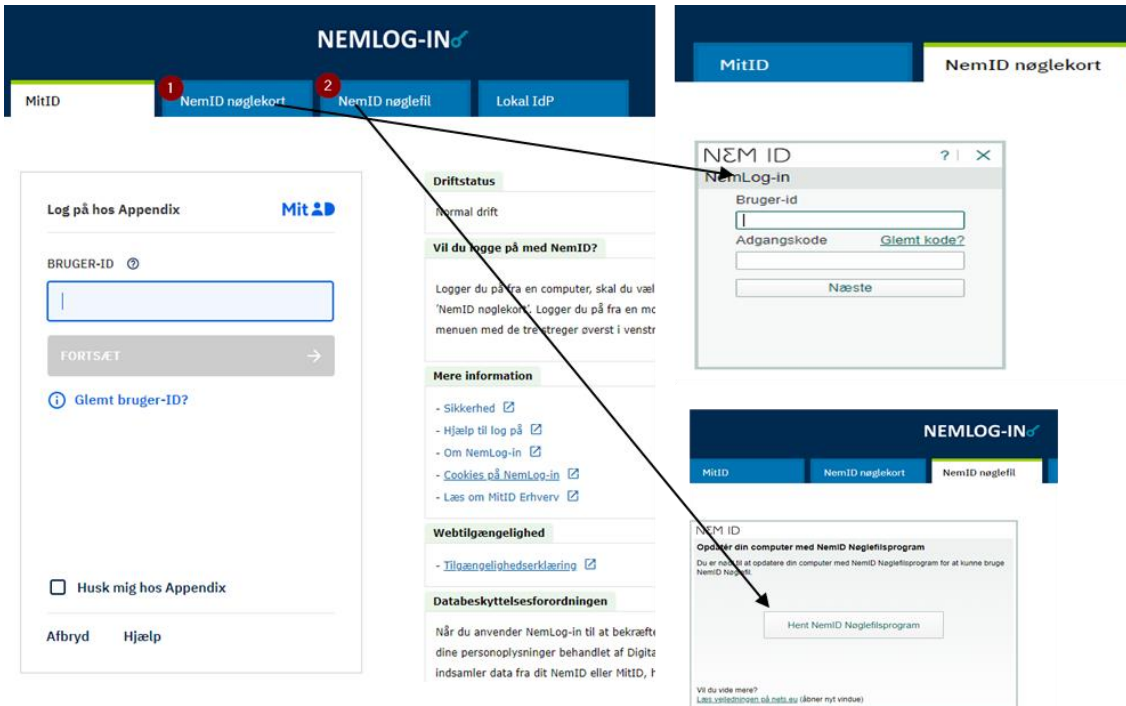 NEMLOG-IN
MitID
1
NemID nøglekort
2
NemID nøglefil
Lokal IdP
Log på hos Appendix
Mit ID
BRUGER-ID
FORTSÆT
Glemt bruger-ID?
Husk mig hos Appendix
Afbryd Hjælp
Driftstatus
Normal drift
Vil du logge på med NemID?
Logger du på fra en computer, skal du væl
'NemID nøglekort'. Logger du på fra en mo
menuen med de tre streger øverst i venstr
Mere information
- Sikkerhed
- Hjælp til log på
- Om NemLog-in
- Cookies på NemLog-in
- Læs om MitID Erhverv
Webtilgængelighed
- Tilgængelighedserklæring
Databeskyttelsesforordningen
Når du anvender NemLog-in til at bekræfte
dine personoplysninger behandlet af Digita
indsamler data fra dit NemID eller MitID, h
MitID
NemID nøglekort
NEM ID
NemLog-in
Bruger-id
Adgangskode Glemt kode?
Næste
NEMLOG-IN
MitID
NemID nøglekort
NemID nøglefil
NEM ID
Opdatér din computer med NemID Nøglefilsprogram
Du er nødt til at opdatere din computer med NemID Nøglefilsprogram for at kunne bruge
NemID Nøglefil.
Hent NemID Nøglefilsprogram
Vil du vide mere?
Læs vejledningen på nets.eu (åbner nyt vindue)